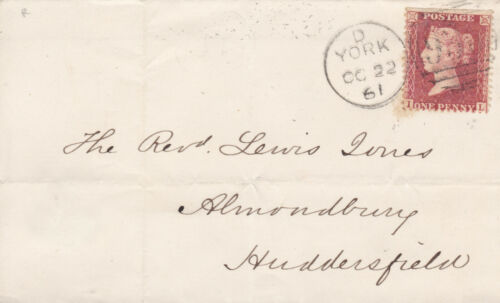 D
YORK
OC 22
61
POSTAGE
ONE PENNY
The Revd. Lewis Jones
Almondbury
Huddersfield